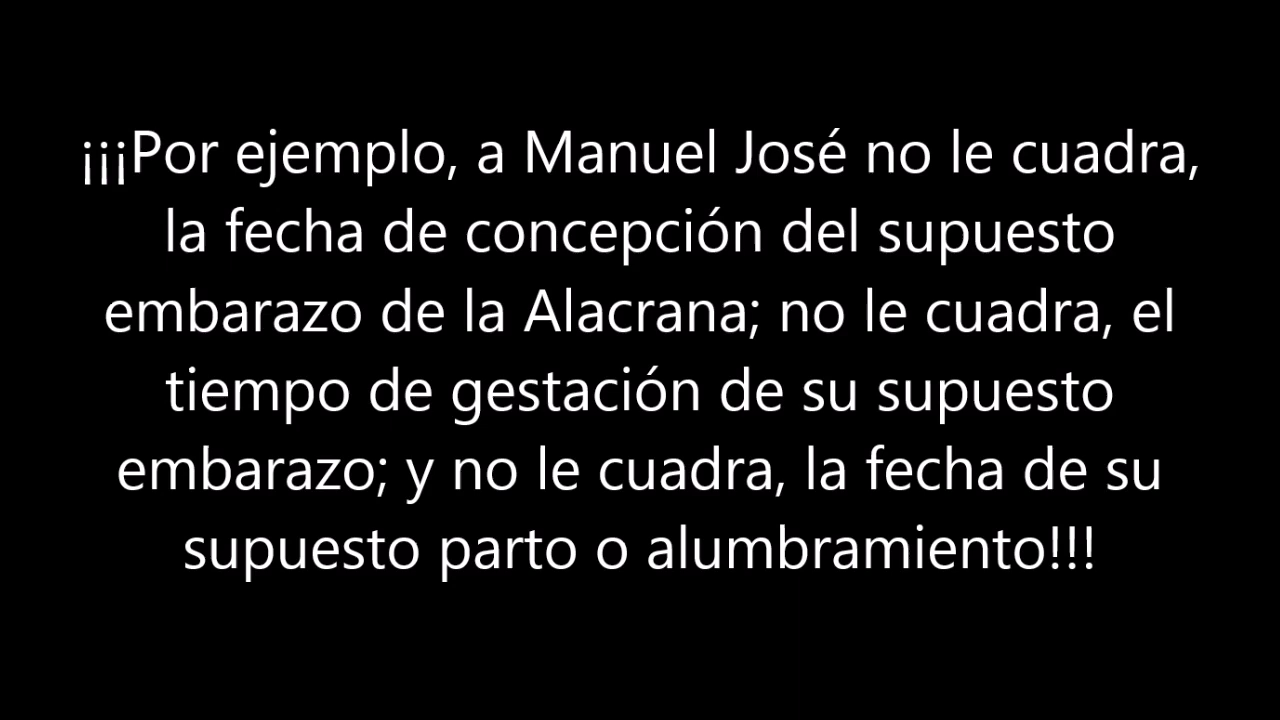 ¡¡¡Por ejemplo, a Manuel José no le cuadra,
la fecha de concepción del supuesto
embarazo de la Alacrana; no le cuadra, el
tiempo de gestación de su supuesto
embarazo; y no le cuadra, la fecha de su
supuesto parto o alumbramiento!!!